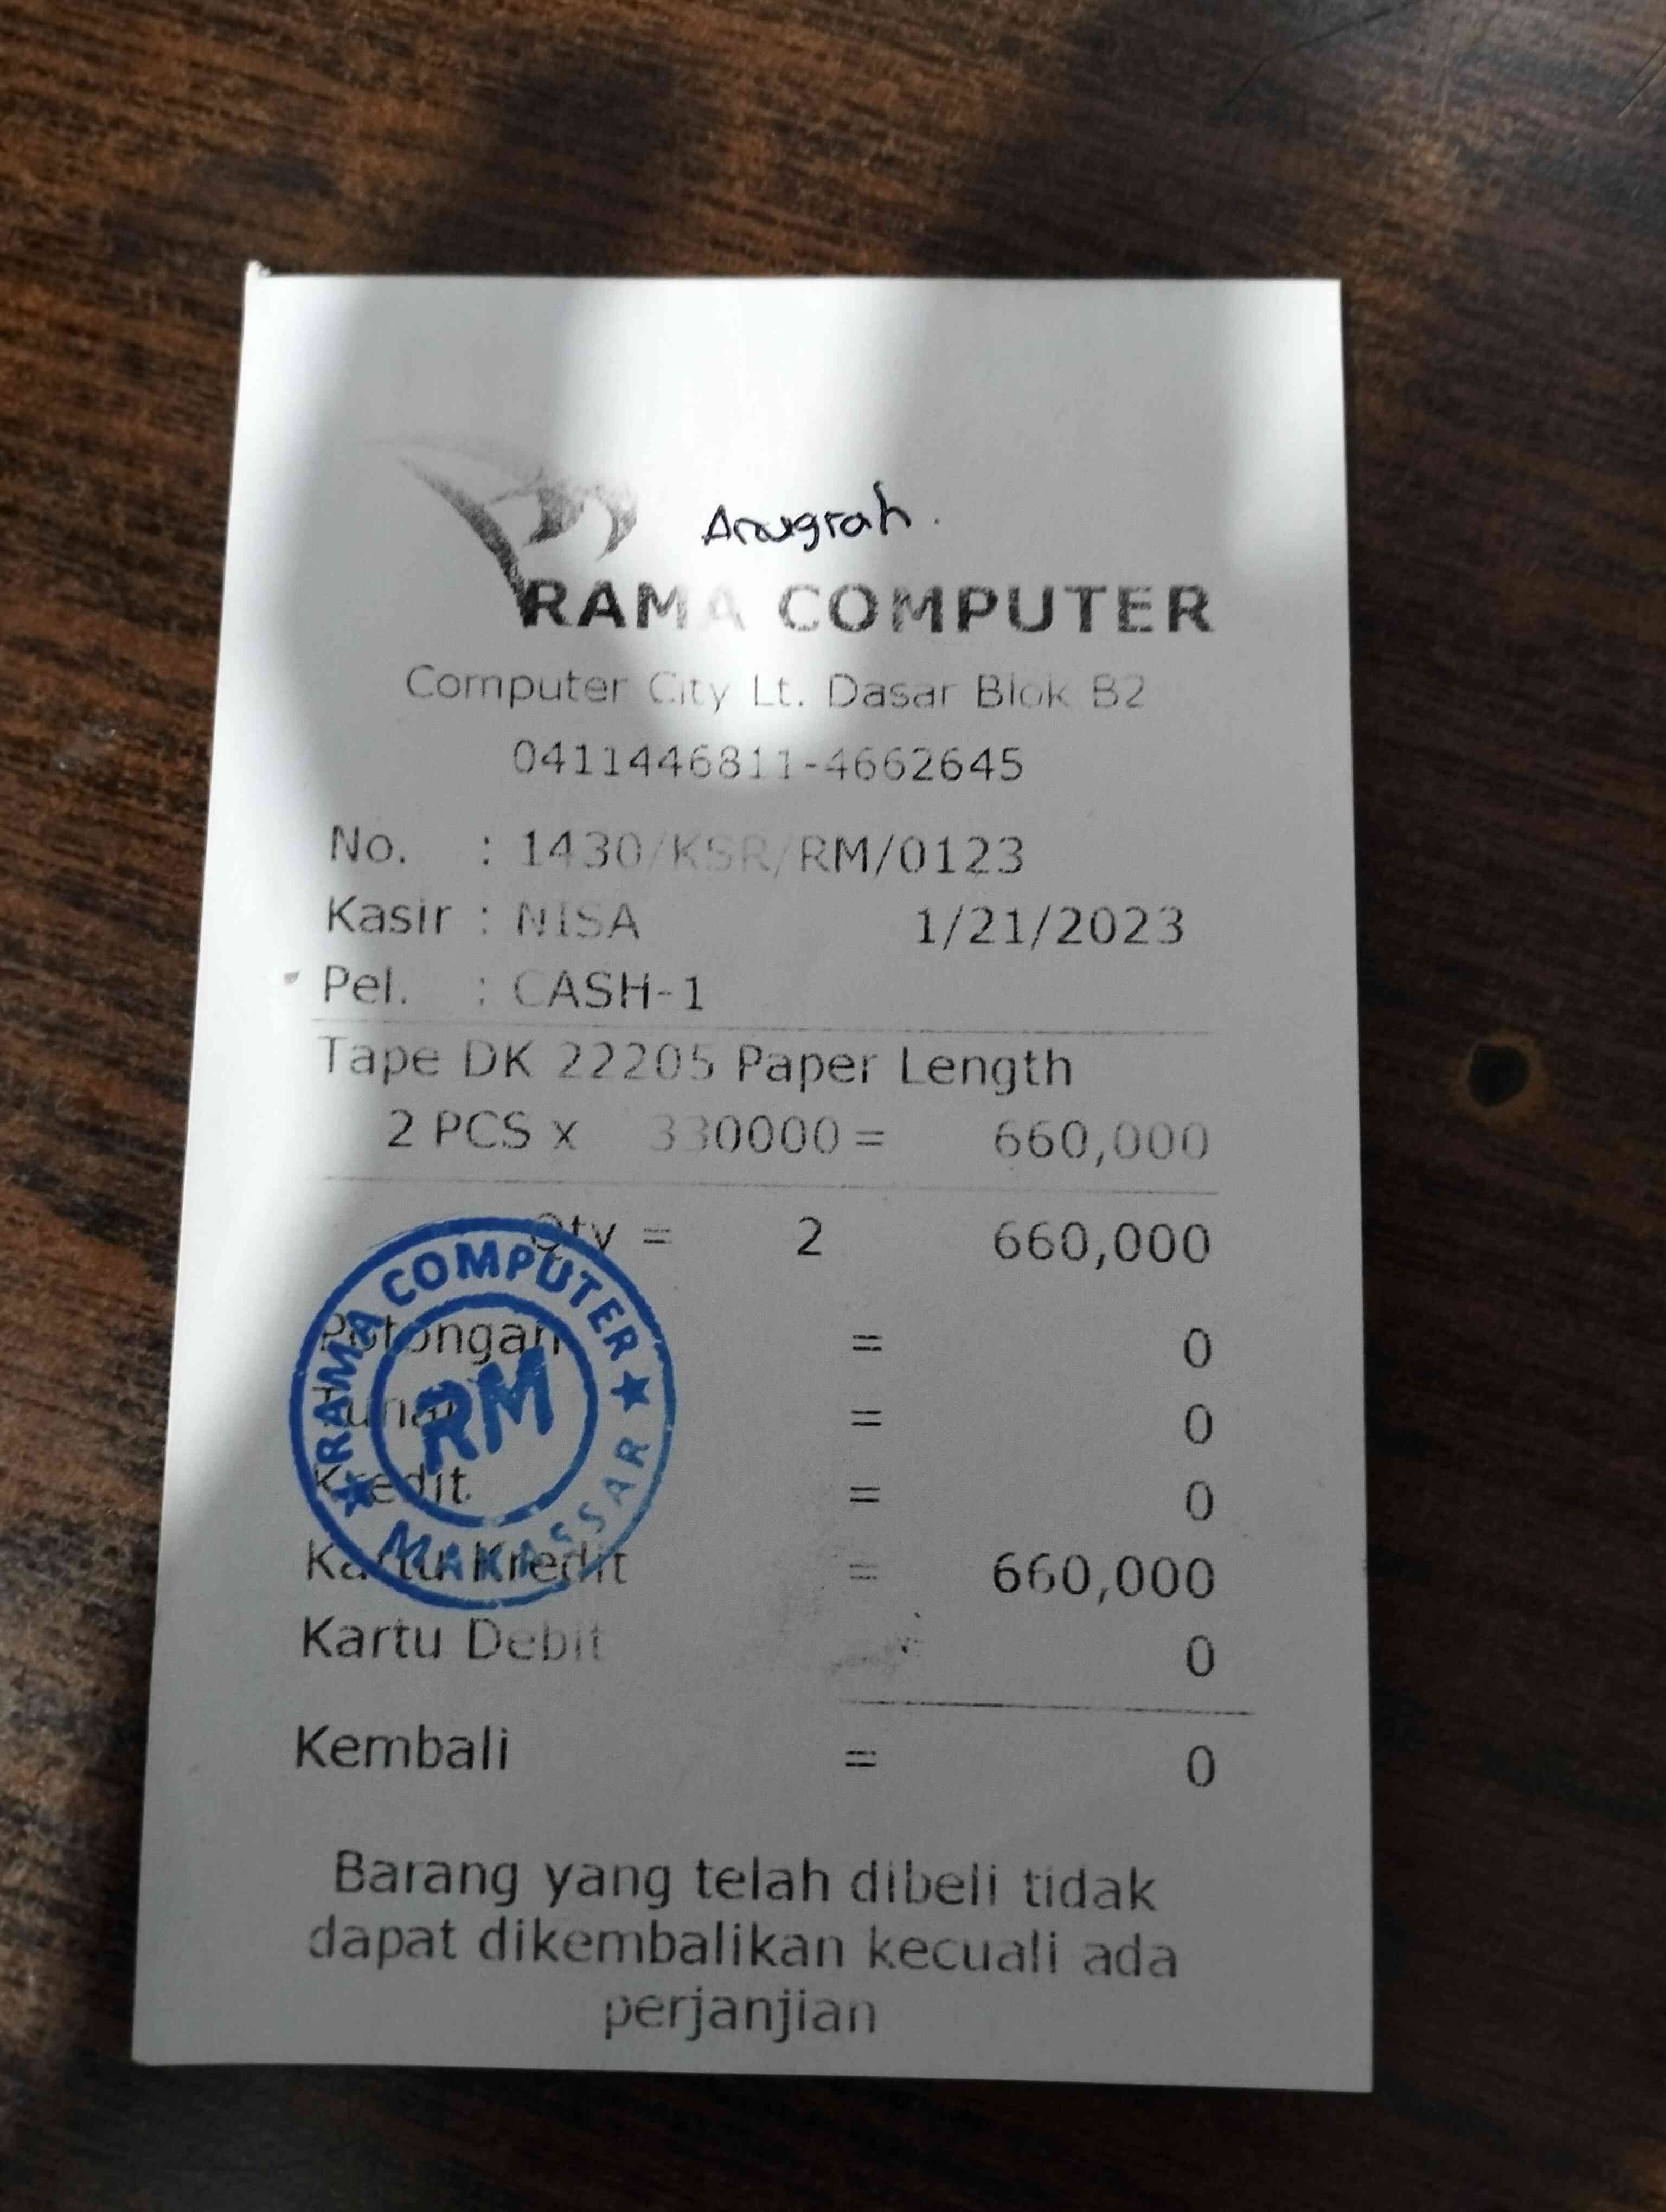 Anugrah.
RAMA COMPUTER
Computer City Lt. Dasar Blok B2
0411446811-4662645
No. : 1430/KSR/RM/0123
Kasir : NISA 1/21/2023
Pel. : CASH-1
Tape DK 22205 Paper Length
2 PCS x 330000 = 660,000
Qty = 2 660,000
Potongan = 0
Tunai = 0
Kredit = 0
Kartu Kredit = 660,000
Kartu Debit 0
Kembali = 0
RAMA COMPUTER
RM
MAKASSAR
Barang yang telah dibeli tidak
dapat dikembalikan kecuali ada
perjanjian